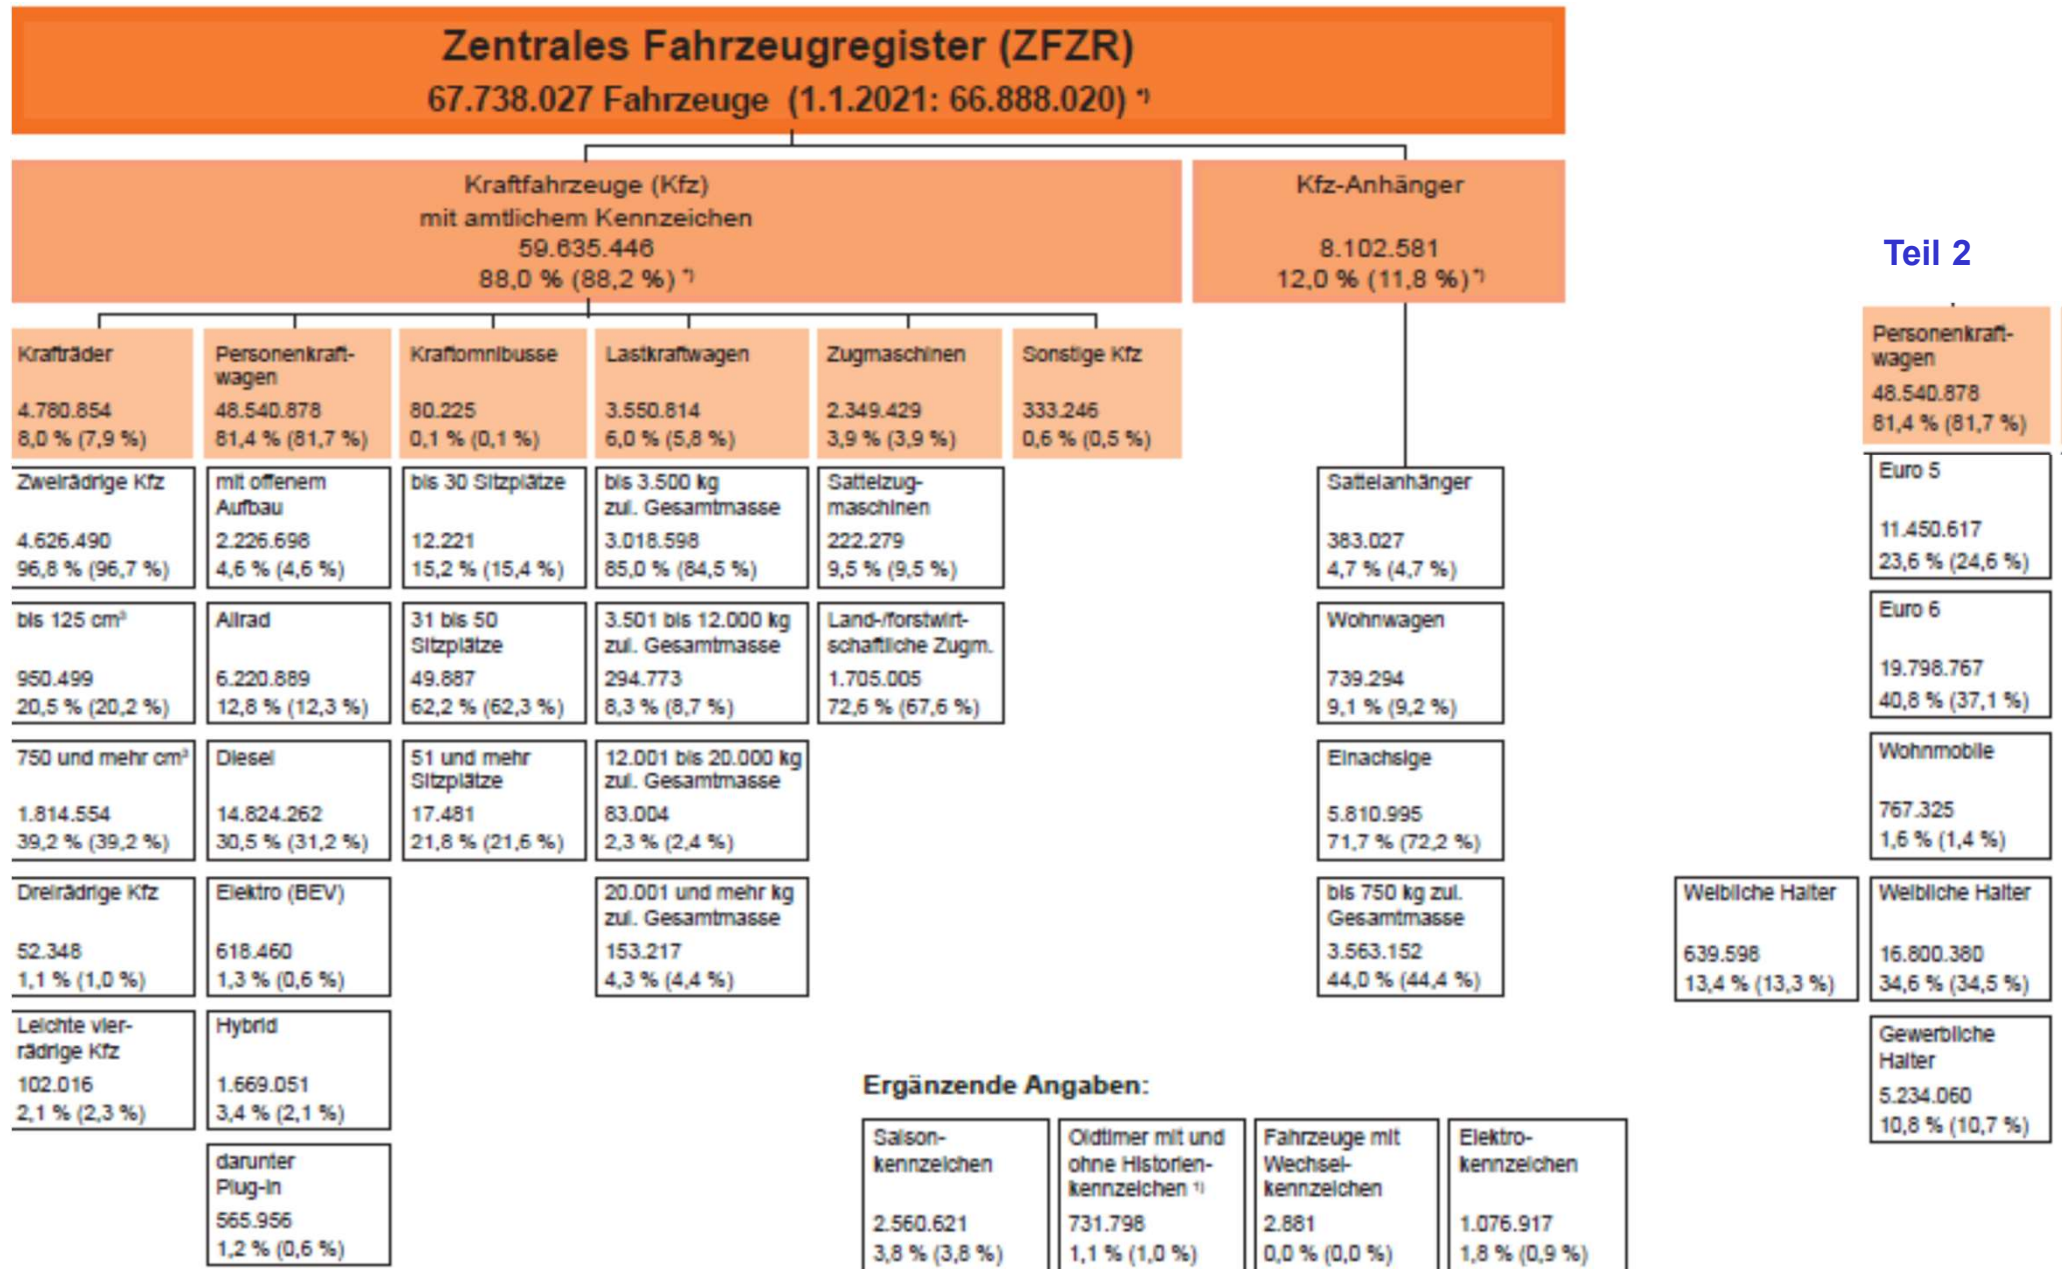 Zentrales Fahrzeugregister (ZFZR)
67.738.027 Fahrzeuge (1.1.2021: 66.888.020) *)
Kraftfahrzeuge (Kfz)
mit amtlichem Kennzeichen
59.635.446
88,0 % (88,2 %) *)
Kfz-Anhänger
8.102.581
12,0 % (11,8 %) *)
Teil 2
Krafträder
4.780.854
8,0 % (7,9 %)
Personenkraft-
wagen
48.540.878
81,4 % (81,7 %)
Kraftomnibusse
80.225
0,1 % (0,1 %)
Lastkraftwagen
3.550.814
6,0 % (5,8 %)
Zugmaschinen
2.349.429
3,9 % (3,9 %)
Sonstige Kfz
333.246
0,6 % (0,5 %)
Personenkraft-
wagen
48.540.878
81,4 % (81,7 %)
Zweirädrige Kfz
4.626.490
96,8 % (96,7 %)
mit offenem
Aufbau
2.226.698
4,6 % (4,6 %)
bis 30 Sitzplätze
12.221
15,2 % (15,4 %)
bis 3.500 kg
zul. Gesamtmasse
3.018.598
85,0 % (84,5 %)
Sattelzug-
maschinen
222.279
9,5 % (9,5 %)
Sattelanhänger
383.027
4,7 % (4,7 %)
Euro 5
11.450.617
23,6 % (24,6 %)
bis 125 cm³
950.499
20,5 % (20,2 %)
Allrad
6.220.889
12,8 % (12,3 %)
31 bis 50
Sitzplätze
49.887
62,2 % (62,3 %)
3.501 bis 12.000 kg
zul. Gesamtmasse
294.773
8,3 % (8,7 %)
Land-/forstwirt-
schaftliche Zugm.
1.705.005
72,6 % (67,6 %)
Wohnwagen
739.294
9,1 % (9,2 %)
Euro 6
19.798.767
40,8 % (37,1 %)
750 und mehr cm³
1.814.554
39,2 % (39,2 %)
Diesel
14.824.262
30,5 % (31,2 %)
51 und mehr
Sitzplätze
17.481
21,8 % (21,6 %)
12.001 bis 20.000 kg
zul. Gesamtmasse
83.004
2,3 % (2,4 %)
Einachsige
5.810.995
71,7 % (72,2 %)
Wohnmobile
767.325
1,6 % (1,4 %)
Dreirädrige Kfz
52.348
1,1 % (1,0 %)
Elektro (BEV)
618.460
1,3 % (0,6 %)
20.001 und mehr kg
zul. Gesamtmasse
153.217
4,3 % (4,4 %)
bis 750 kg zul.
Gesamtmasse
3.563.152
44,0 % (44,4 %)
Weibliche Halter
639.598
13,4 % (13,3 %)
Weibliche Halter
16.800.380
34,6 % (34,5 %)
Leichte vier-
rädrige Kfz
102.016
2,1 % (2,3 %)
Hybrid
1.669.051
3,4 % (2,1 %)
Gewerbliche
Halter
5.234.060
10,8 % (10,7 %)
darunter
Plug-in
565.956
1,2 % (0,6 %)
Ergänzende Angaben:
Saison-
kennzeichen
2.560.621
3,8 % (3,8 %)
Oldtimer mit und
ohne Historien-
kennzeichen ¹⁾
731.798
1,1 % (1,0 %)
Fahrzeuge mit
Wechsel-
kennzeichen
2.881
0,0 % (0,0 %)
Elektro-
kennzeichen
1.076.917
1,8 % (0,9 %)